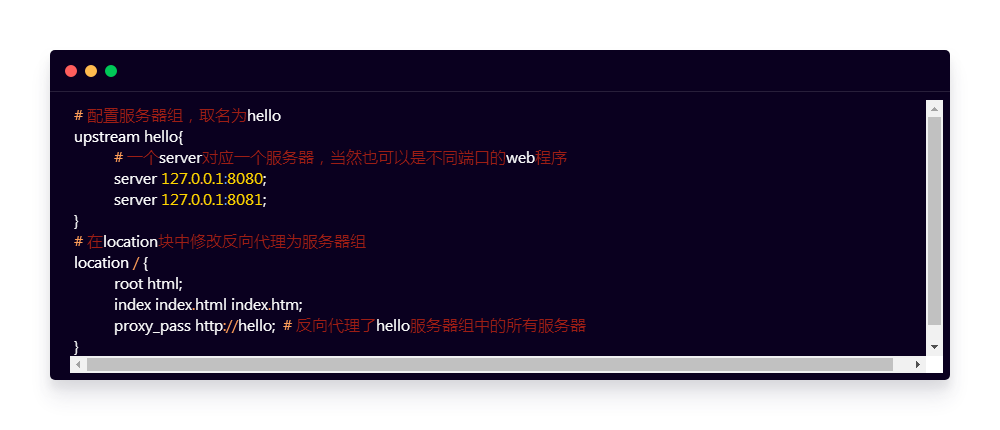 # 配置服务器组，取名为hello
upstream hello{
# 一个server对应一个服务器，当然也可以是不同端口的web程序
server 127.0.0.1:8080;
server 127.0.0.1:8081;
}
# 在location块中修改反向代理为服务器组
location / {
root html;
index index.html index.htm;
proxy_pass http://hello; # 反向代理了hello服务器组中的所有服务器
}